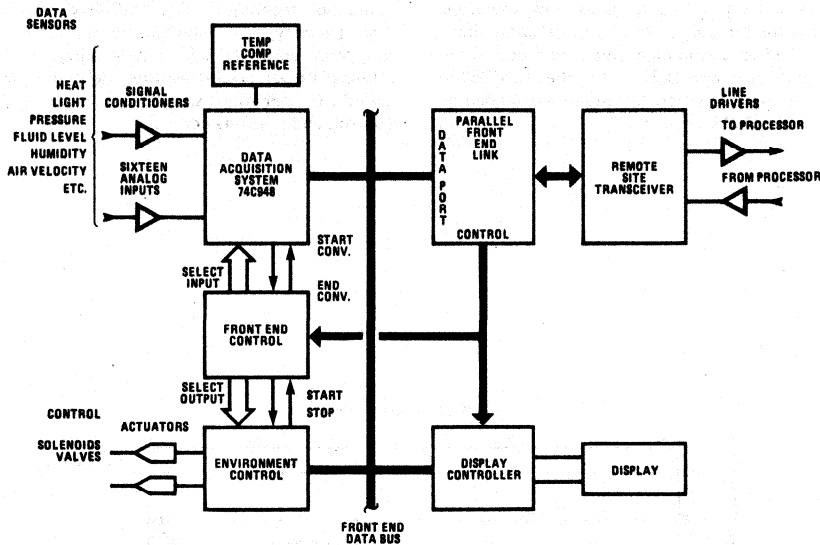 DATA
SENSORS
HEAT
LIGHT
PRESSURE
FLUID LEVEL
HUMIDITY
AIR VELOCITY
ETC.
SIGNAL
CONDITIONERS
SIXTEEN
ANALOG
INPUTS
TEMP
COMP
REFERENCE
DATA
ACQUISITION
SYSTEM
74C948
DATA PORT
PARALLEL
FRONT
END
LINK
CONTROL
REMOTE
SITE
TRANSCEIVER
LINE
DRIVERS
TO PROCESSOR
FROM PROCESSOR
SELECT
INPUT
START
CONV.
END
CONV.
FRONT END
CONTROL
SELECT
OUTPUT
START
STOP
CONTROL
ACTUATORS
SOLENOIDS
VALVES
ENVIRONMENT
CONTROL
DISPLAY
CONTROLLER
DISPLAY
FRONT END
DATA BUS